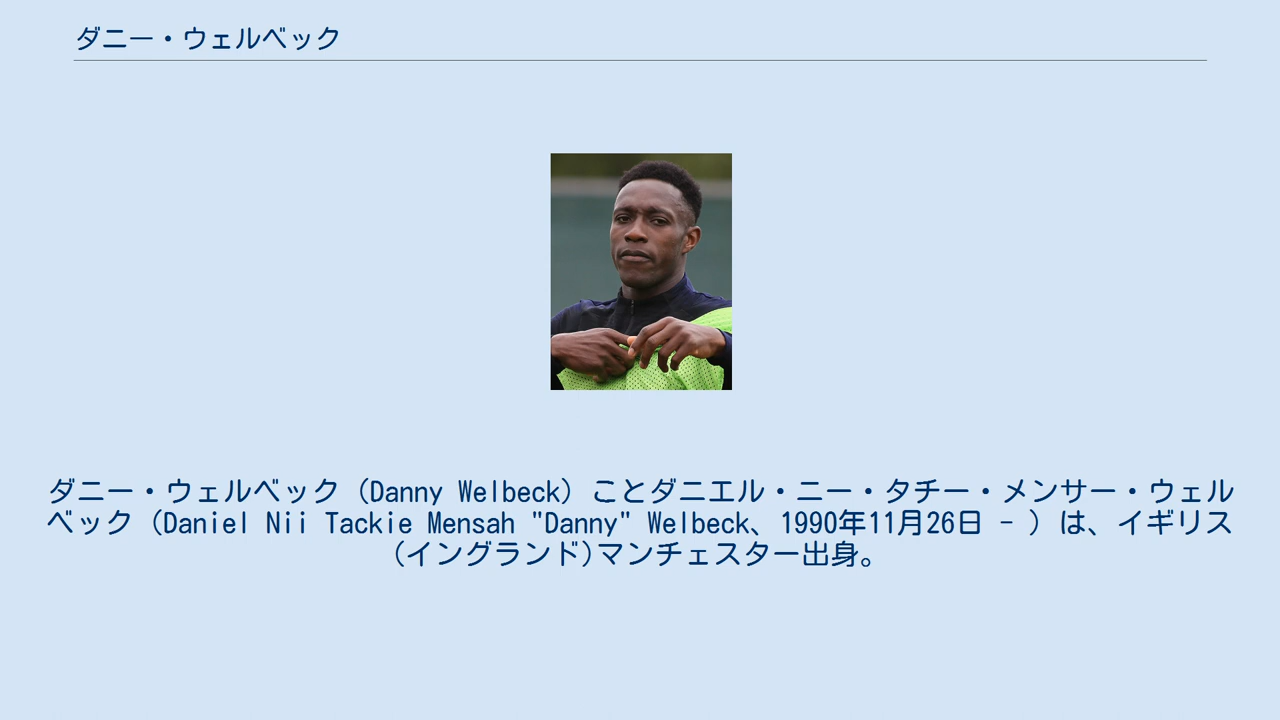 ダニー・ウェルベック
ダニー・ウェルベック（Danny Welbeck）ことダニエル・ニー・タチー・メンサー・ウェル
ベック（Daniel Nii Tackie Mensah "Danny" Welbeck、1990年11月26日 - ）は、イギリス
(イングランド)マンチェスター出身。